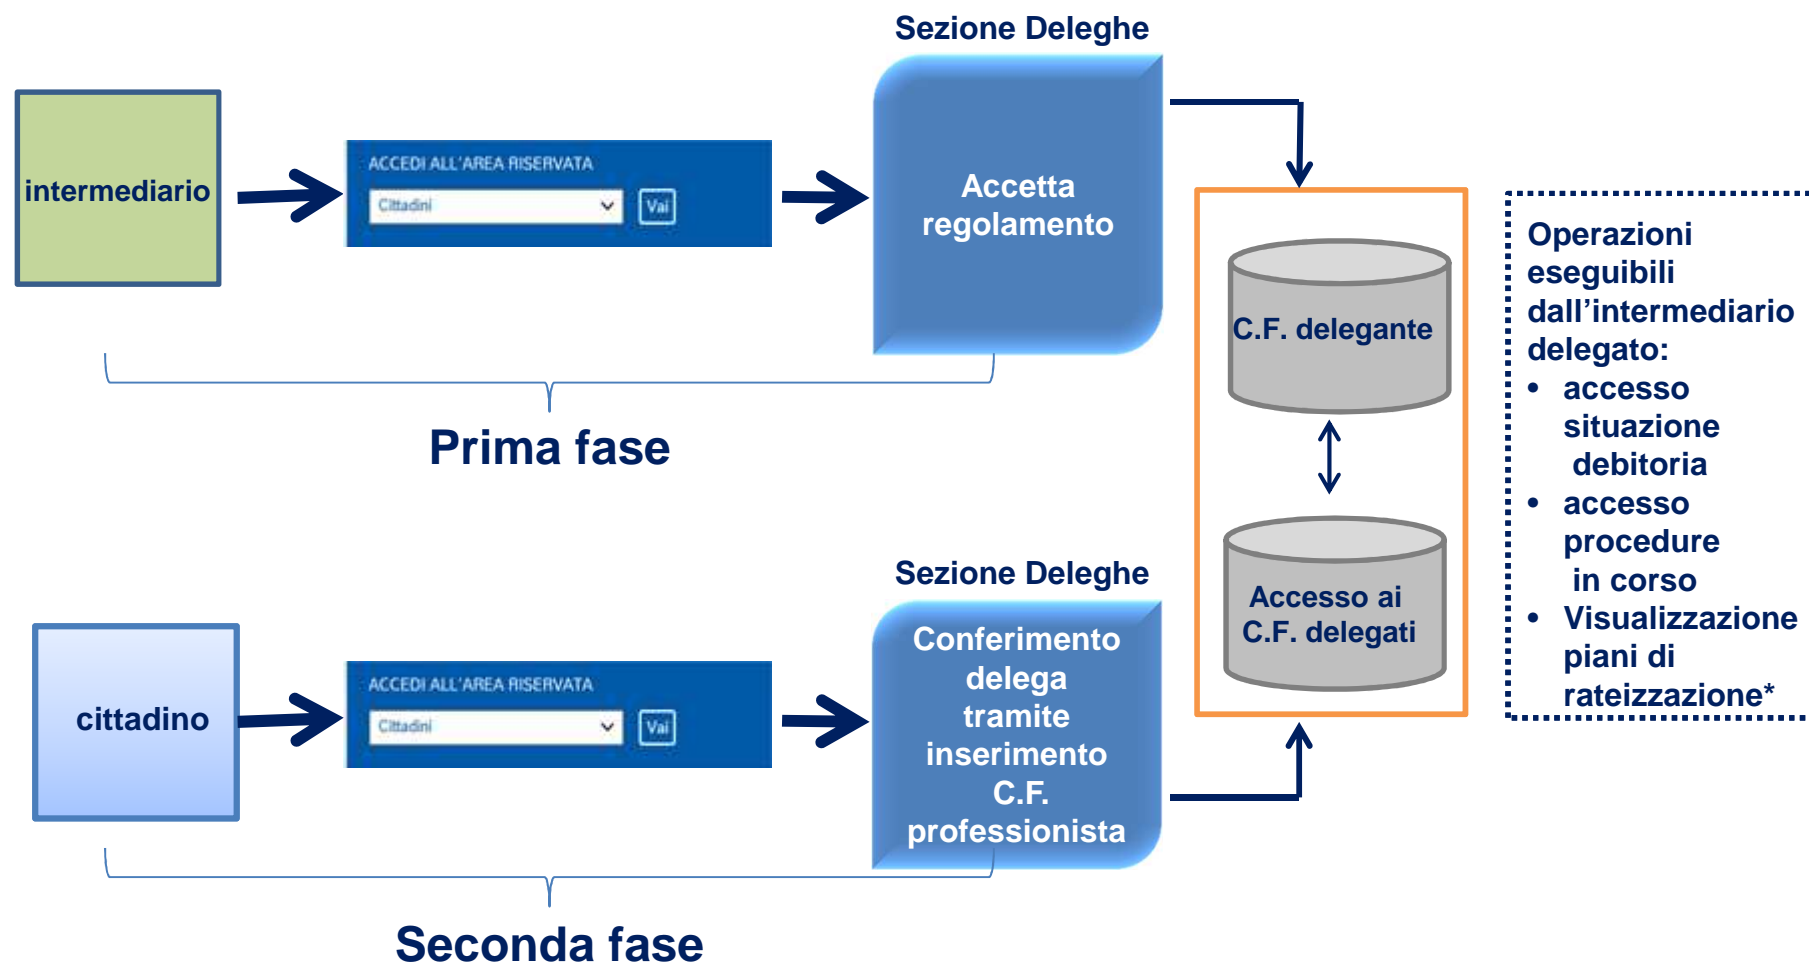 Sezione Deleghe
intermediario
ACCEDI ALL'AREA RISERVATA
Cittadini
Vai
Accetta
regolamento
Prima fase
C.F. delegante
Accesso ai
C.F. delegati
Operazioni
eseguibili
dall’intermediario
delegato:
• accesso
situazione
debitoria
• accesso
procedure
in corso
• Visualizzazione
piani di
rateizzazione*
Sezione Deleghe
cittadino
ACCEDI ALL'AREA RISERVATA
Cittadini
Vai
Conferimento
delega
tramite
inserimento
C.F.
professionista
Seconda fase